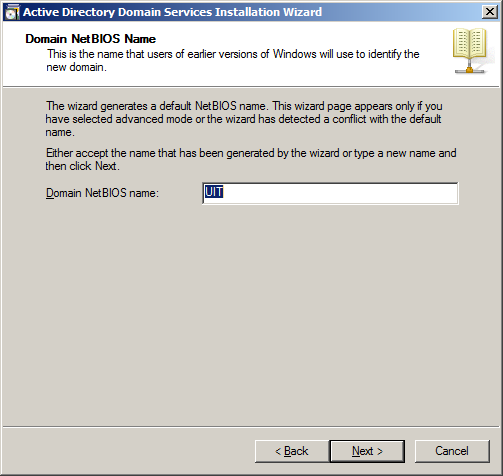 Active Directory Domain Services Installation Wizard
Domain NetBIOS Name
This is the name that users of earlier versions of Windows will use to identify the
new domain.
The wizard generates a default NetBIOS name. This wizard page appears only if you
have selected advanced mode or the wizard has detected a conflict with the default
name.
Either accept the name that has been generated by the wizard or type a new name and
then click Next.
Domain NetBIOS name: UIT
< Back Next > Cancel